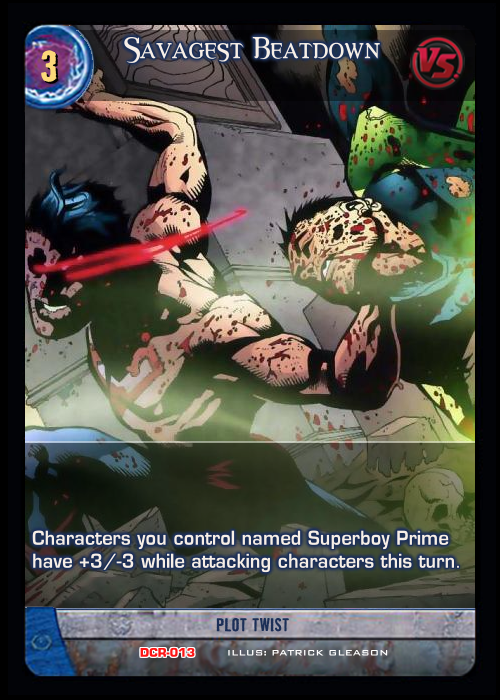 3
SAVAGEST BEATDOWN
VS.
Characters you control named Superboy Prime
have +3/-3 while attacking characters this turn.
PLOT TWIST
DCR-013 ILLUS: PATRICK GLEASON